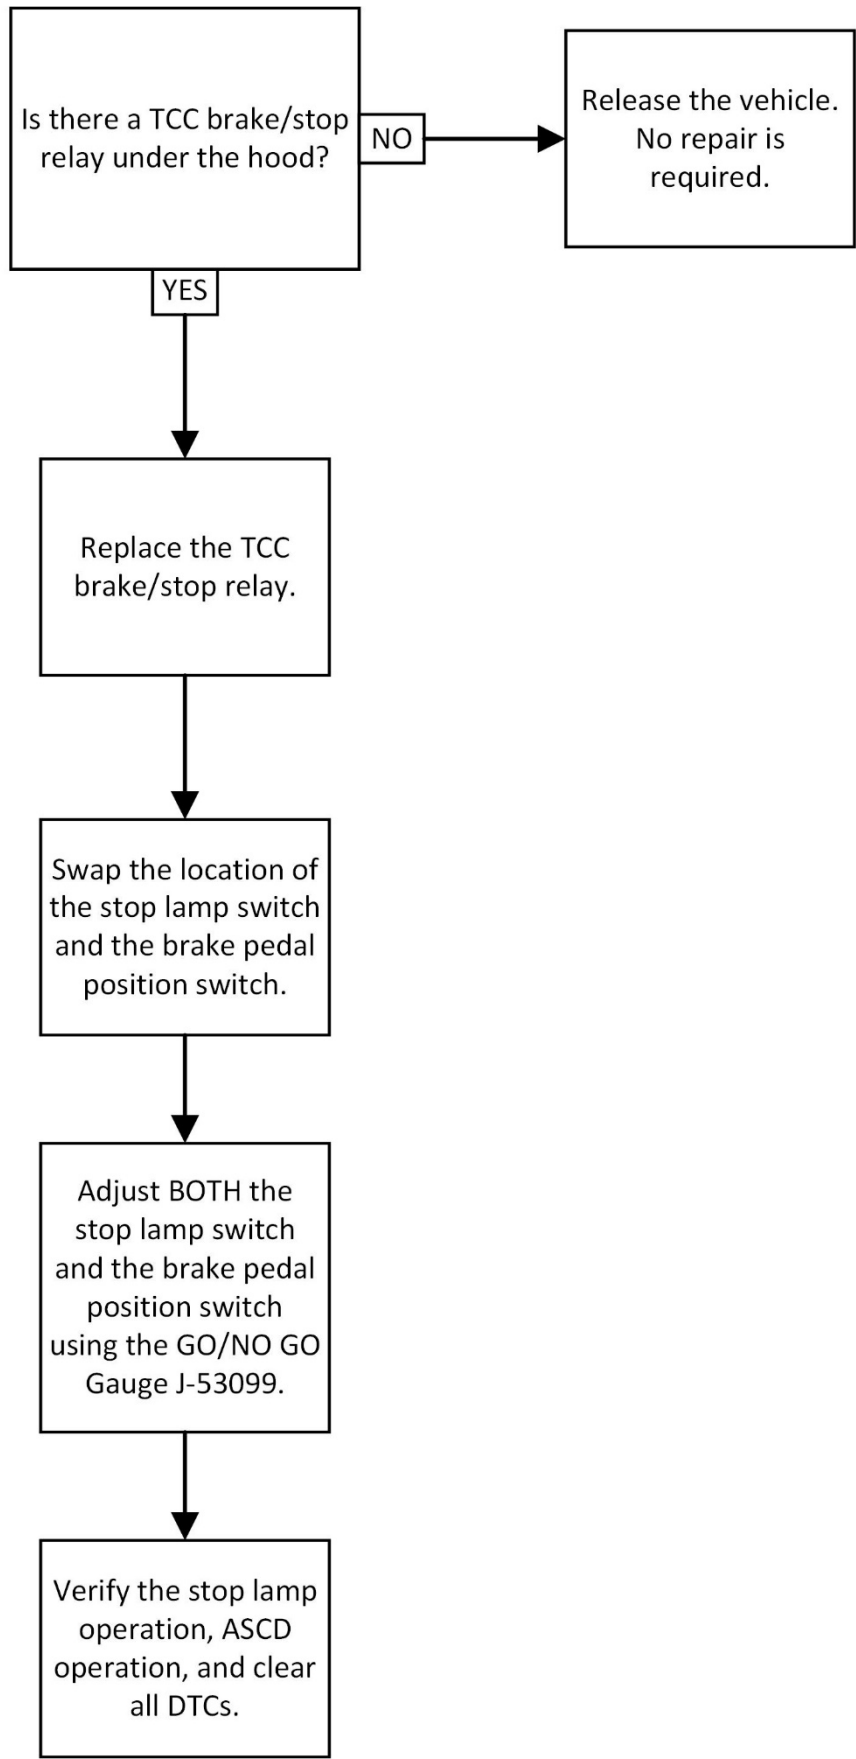 Is there a TCC brake/stop
relay under the hood?
NO
Release the vehicle.
No repair is
required.
YES
Replace the TCC
brake/stop relay.
Swap the location of
the stop lamp switch
and the brake pedal
position switch.
Adjust BOTH the
stop lamp switch
and the brake pedal
position switch
using the GO/NO GO
Gauge J-53099.
Verify the stop lamp
operation, ASCD
operation, and clear
all DTCs.